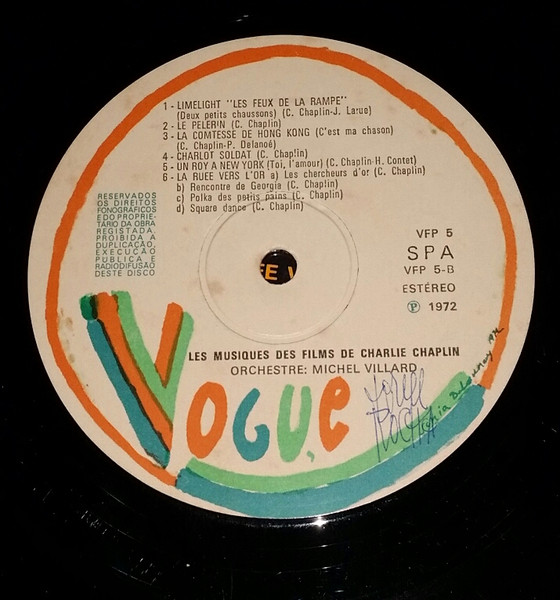 1 - LIMELIGHT "LES FEUX DE LA RAMPE"
(Deux petits chaussons) (C. Chaplin-J. Larue)
2 - LE PELERIN (C. Chaplin)
3 - LA COMTESSE DE HONG KONG (C'est ma chason)
(C. Chaplin-P. Delanoé)
4 - CHARLOT SOLDAT (C. Chaplin)
5 - UN ROY A NEW YORK (Toi, l'amour) (C. Chaplin-H. Contet)
6 - LA RUEE VERS L'OR a) Les chercheurs d'or (C. Chaplin)
b) Rencontre de Georgia (C. Chaplin)
c) Polka des petits pains (C. Chaplin)
d) Square dance (C. Chaplin)
RESERVADOS
OS DIREITOS
FONOGRÁFICOS
E DO PROPRIE-
TARIO DA OBRA
REGISTADA,
PROIBIDA A
DUPLICAÇÃO,
EXECUÇÃO
PÚBLICA E
RADIODIFUSÃO
DESTE DISCO
VFP 5
SPA
VFP 5-B
ESTÉREO
Ⓟ 1972
LES MUSIQUES DES FILMS DE CHARLIE CHAPLIN
ORCHESTRE: MICHEL VILLARD
VOGUE